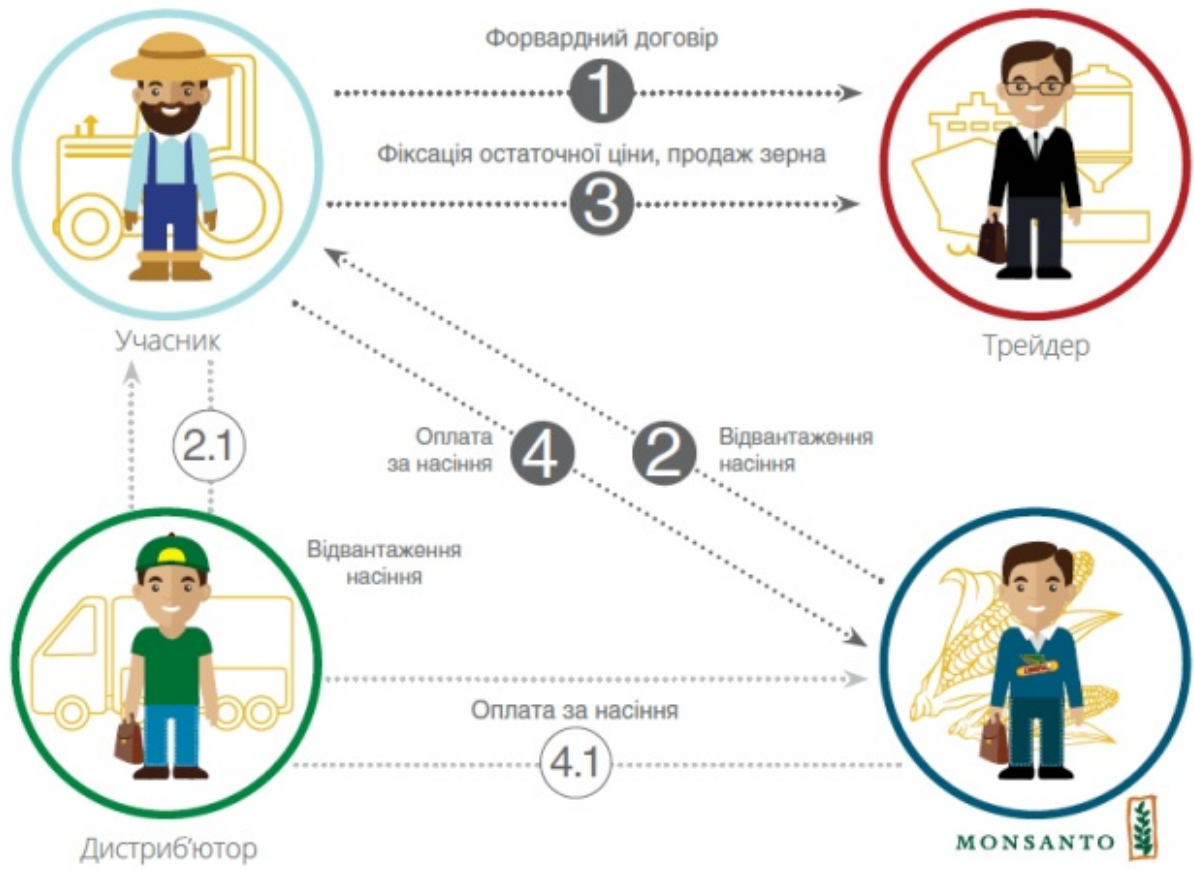 Форвардний договір
1
Фіксація остаточної ціни, продаж зерна
3
Учасник
Трейдер
2.1
Оплата
за насіння
4
2
Відвантаження
насіння
Відвантаження
насіння
Оплата за насіння
4.1
Дистриб'ютор
MONSANTO